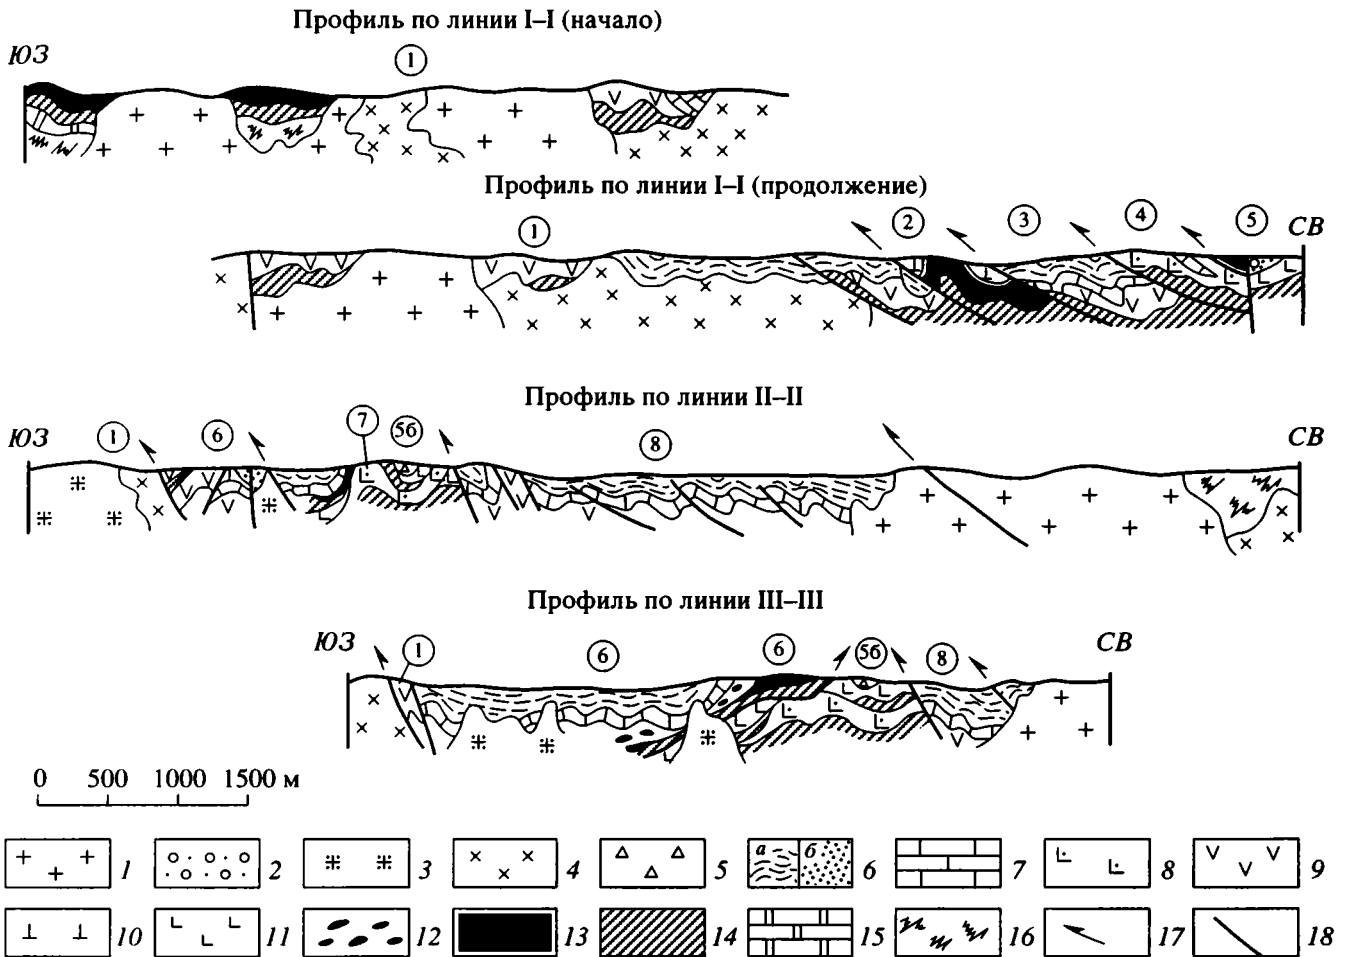 Профиль по линии I–I (начало)
ЮЗ
1
Профиль по линии I–I (продолжение)
1 2 3 4 5 СВ
Профиль по линии II–II
ЮЗ 1 6 7 5б 8 СВ
Профиль по линии III–III
ЮЗ 1 6 6 5б 8 СВ
0 500 1000 1500 м
1 2 3 4 5 а б 6 7 8 9
10 11 12 13 14 15 16 17 18